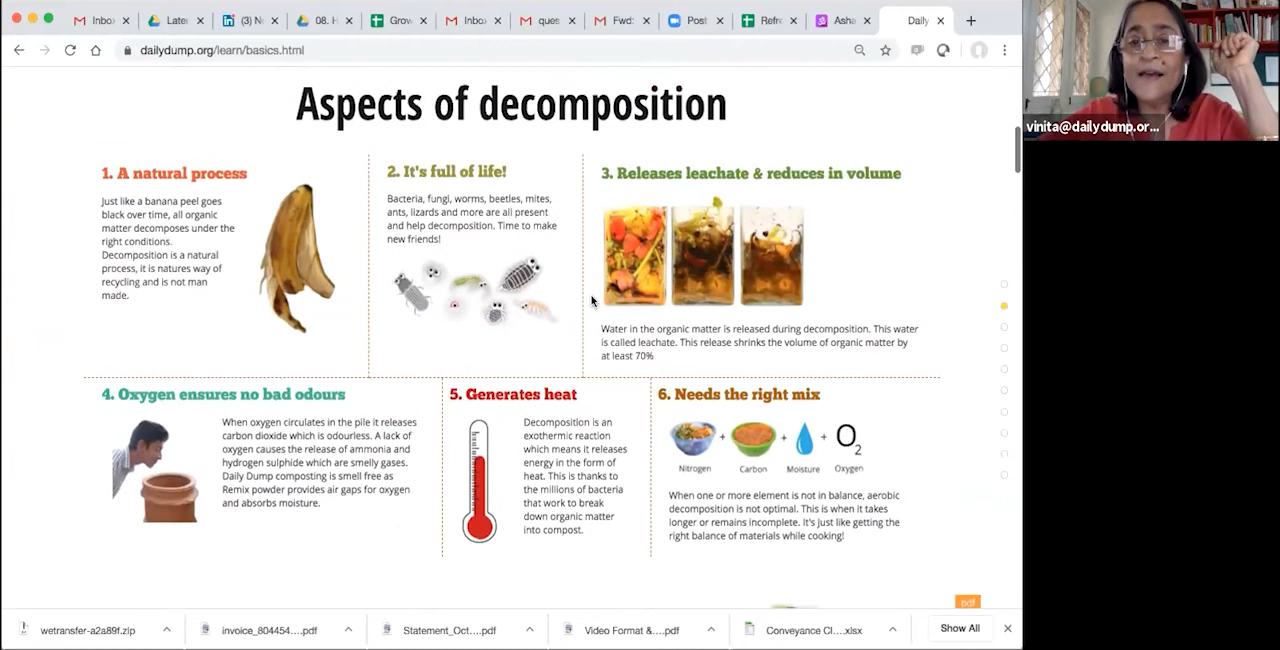 Inbo
Late
(3) N
08. H
Grov
Inbo
ques
Fwd:
Post
Refr
Asha
Daily
dailydump.org/learn/basics.html
Aspects of decomposition
1. A natural process
Just like a banana peel goes
black over time, all organic
matter decomposes under the
right conditions.
Decomposition is a natural
process, it is natures way of
recycling and is not man
made.
2. It's full of life!
Bacteria, fungi, worms, beetles, mites,
ants, lizards and more are all present
and help decomposition. Time to make
new friends!
3. Releases leachate & reduces in volume
Water in the organic matter is released during decomposition. This water
is called leachate. This release shrinks the volume of organic matter by
at least 70%
4. Oxygen ensures no bad odours
When oxygen circulates in the pile it releases
carbon dioxide which is odourless. A lack of
oxygen causes the release of ammonia and
hydrogen sulphide which are smelly gases.
Daily Dump composting is smell free as
Remix powder provides air gaps for oxygen
and absorbs moisture.
5. Generates heat
Decomposition is an
exothermic reaction
which means it releases
energy in the form of
heat. This is thanks to
the millions of bacteria
that work to break
down organic matter
into compost.
6. Needs the right mix
+ + + O2
Nitrogen Carbon Moisture Oxygen
When one or more element is not in balance, aerobic
decomposition is not optimal. This is when it takes
longer or remains incomplete. It's just like getting the
right balance of materials while cooking!
pdf
wetransfer-a2a89f.zip
invoice_804454....pdf
Statement_Oct....pdf
Video Format &....pdf
Conveyance Cl....xlsx
Show All
vinita@dailydump.or...